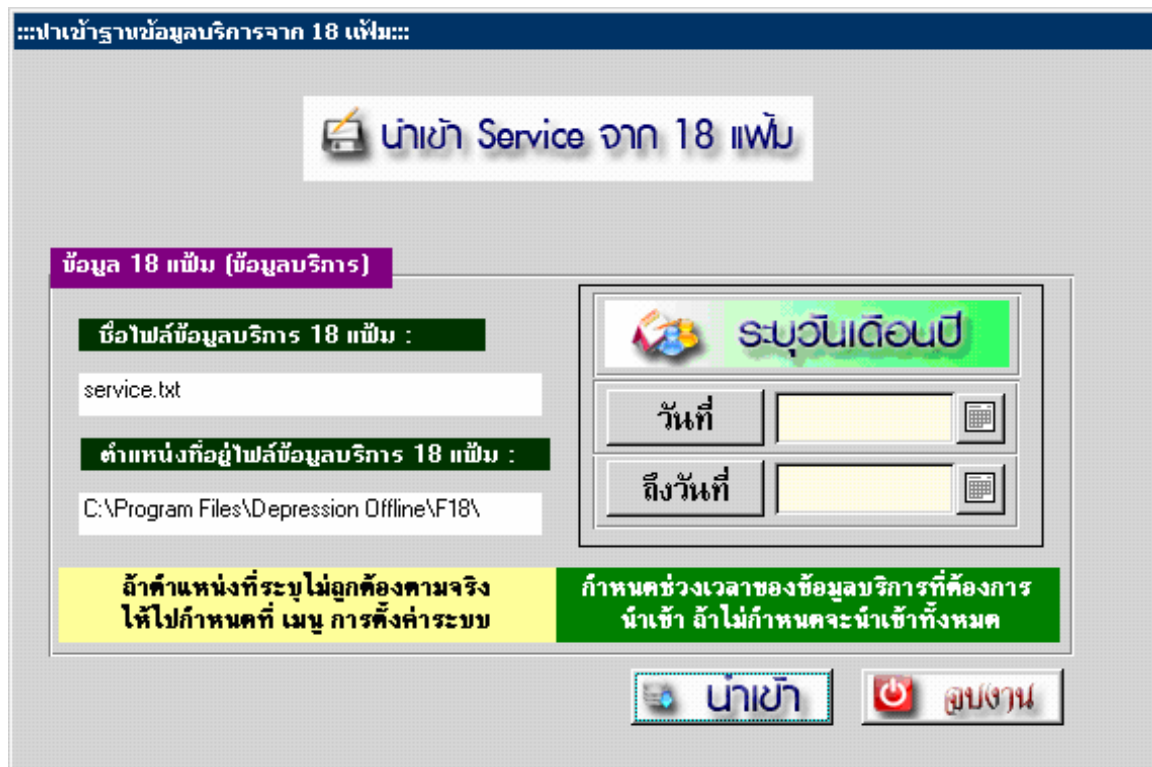 :::นำเข้าฐานข้อมูลบริการจาก 18 แฟ้ม:::
นำเข้า Service จาก 18 แฟ้ม
ข้อมูล 18 แฟ้ม (ข้อมูลบริการ)
ชื่อไฟล์ข้อมูลบริการ 18 แฟ้ม :
service.txt
ตำแหน่งที่อยู่ไฟล์ข้อมูลบริการ 18 แฟ้ม :
C:\Program Files\Depression Offline\F18\
ถ้าตำแหน่งที่ระบุไม่ถูกต้องตามจริง
ให้ไปกำหนดที่ เมนู การตั้งค่าระบบ
ระบุวันเดือนปี
วันที่
ถึงวันที่
กำหนดช่วงเวลาของข้อมูลบริการที่ต้องการ
นำเข้า ถ้าไม่กำหนดจะนำเข้าทั้งหมด
นำเข้า
จบงาน